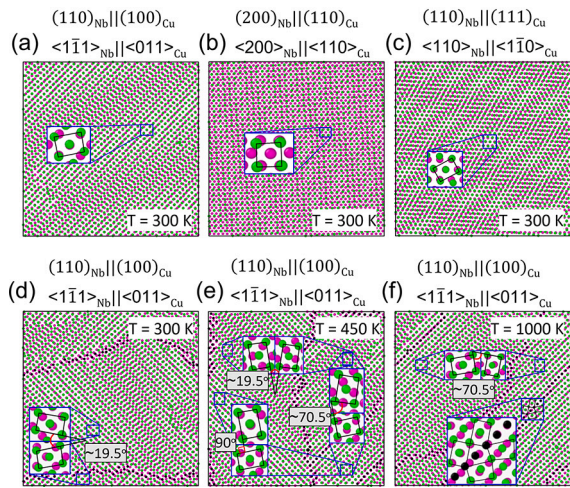 (110)Nb||(100)Cu
(200)Nb||(110)Cu
(110)Nb||(111)Cu
(a) <11̅1>Nb||<011>Cu
(b) <200>Nb||<110>Cu
(c) <110>Nb||<11̅0>Cu
T = 300 K
T = 300 K
T = 300 K
(110)Nb||(100)Cu
(110)Nb||(100)Cu
(110)Nb||(100)Cu
(d) <11̅1>Nb||<011>Cu
(e) <11̅1>Nb||<011>Cu
(f) <11̅1>Nb||<011>Cu
T = 300 K
T = 450 K
T = 1000 K
~19.5°
~70.5°
~70.5°
90°
~19.5°